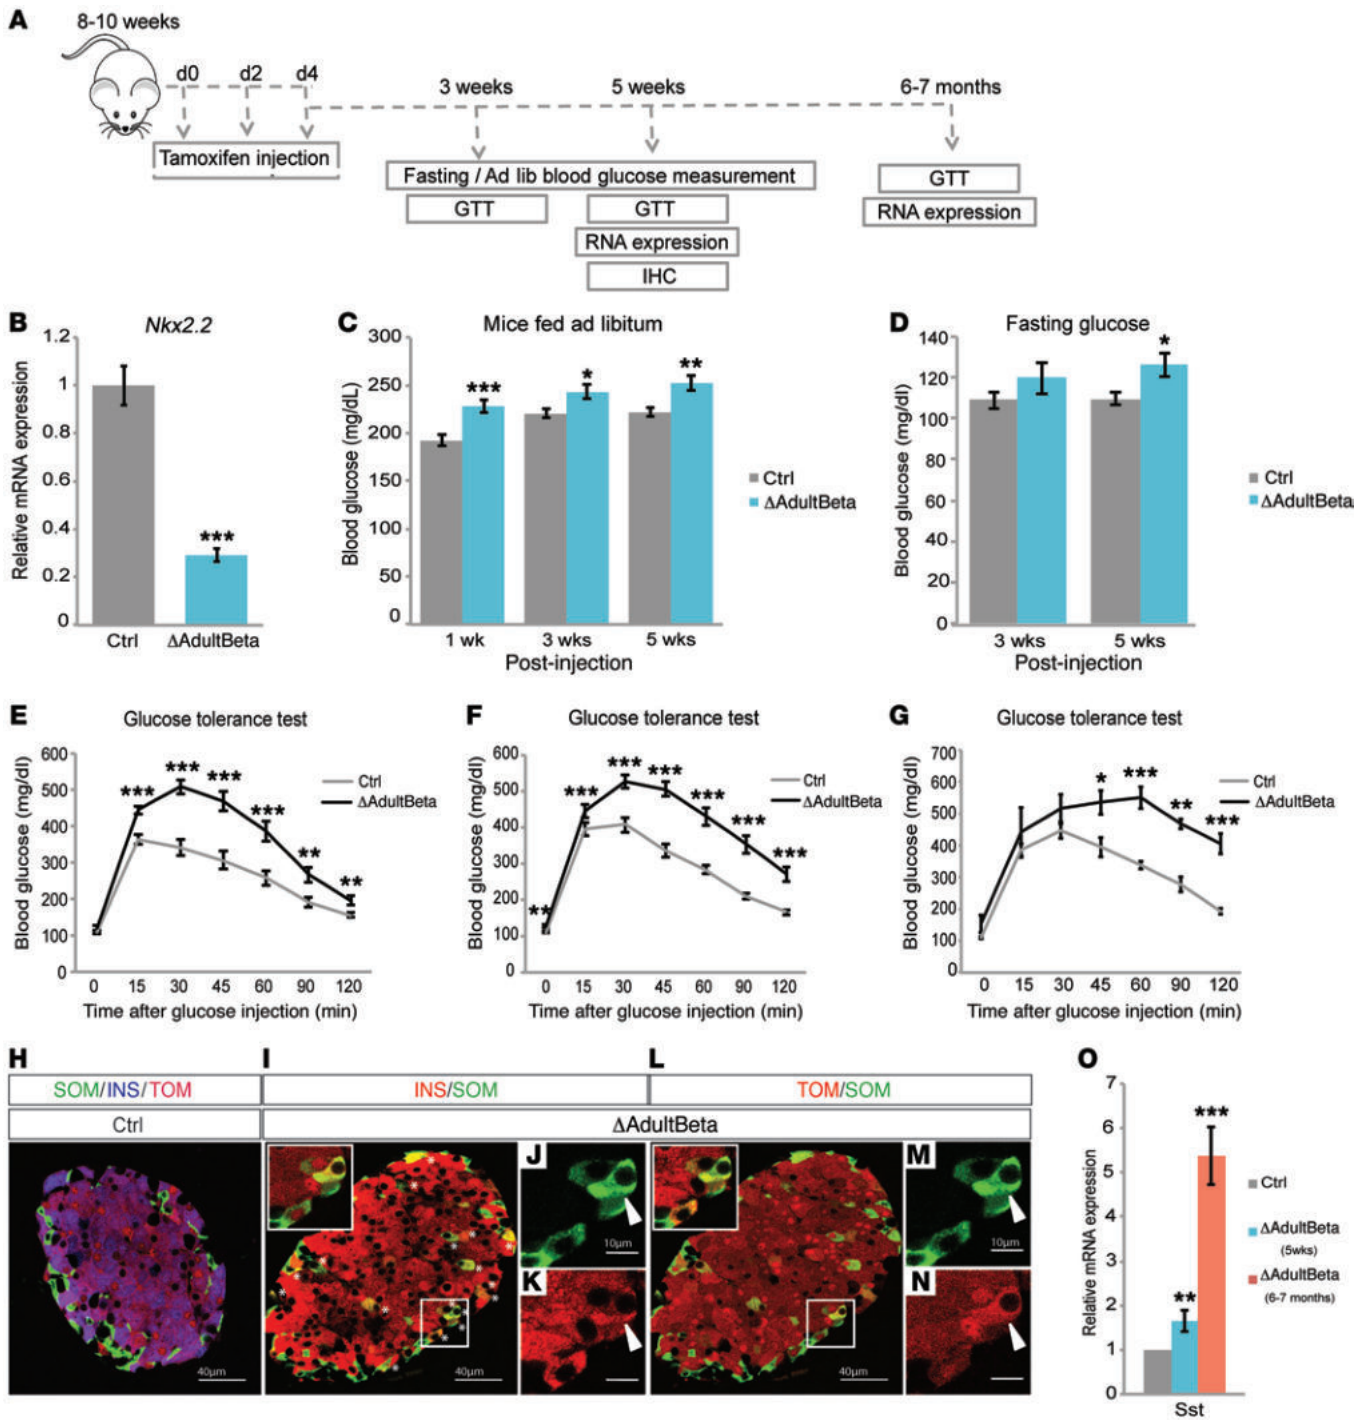 A
8-10 weeks
d0 d2 d4
3 weeks 5 weeks 6-7 months
Tamoxifen injection
Fasting / Ad lib blood glucose measurement
GTT GTT GTT
RNA expression RNA expression
IHC
B
Nkx2.2
Relative mRNA expression
1.2
1
0.8
0.6
0.4
0.2
0
***
Ctrl ΔAdultBeta
C
Mice fed ad libitum
Blood glucose (mg/dL)
300
250
200
150
100
50
0
*** * **
1 wk 3 wks 5 wks
Post-injection
Ctrl
ΔAdultBeta
D
Fasting glucose
Blood glucose (mg/dl)
140
120
100
80
60
40
20
0
*
3 wks 5 wks
Post-injection
Ctrl
ΔAdultBeta
E
Glucose tolerance test
Blood glucose (mg/dl)
600
500
400
300
200
100
0
*** *** *** *** ** **
Ctrl
ΔAdultBeta
0 15 30 45 60 90 120
Time after glucose injection (min)
F
Glucose tolerance test
Blood glucose (mg/dl)
600
500
400
300
200
100
0
** *** *** *** *** *** ***
Ctrl
ΔAdultBeta
0 15 30 45 60 90 120
Time after glucose injection (min)
G
Glucose tolerance test
Blood glucose (mg/dl)
700
600
500
400
300
200
100
0
* *** ** ***
Ctrl
ΔAdultBeta
0 15 30 45 60 90 120
Time after glucose injection (min)
H
SOM/INS/TOM
Ctrl
40µm
I
INS/SOM
L
TOM/SOM
ΔAdultBeta
40µm
J
10µm
K
40µm
M
10µm
N
O
Relative mRNA expression
7
6
5
4
3
2
1
0
** ***
Sst
Ctrl
ΔAdultBeta
(5wks)
ΔAdultBeta
(6-7 months)